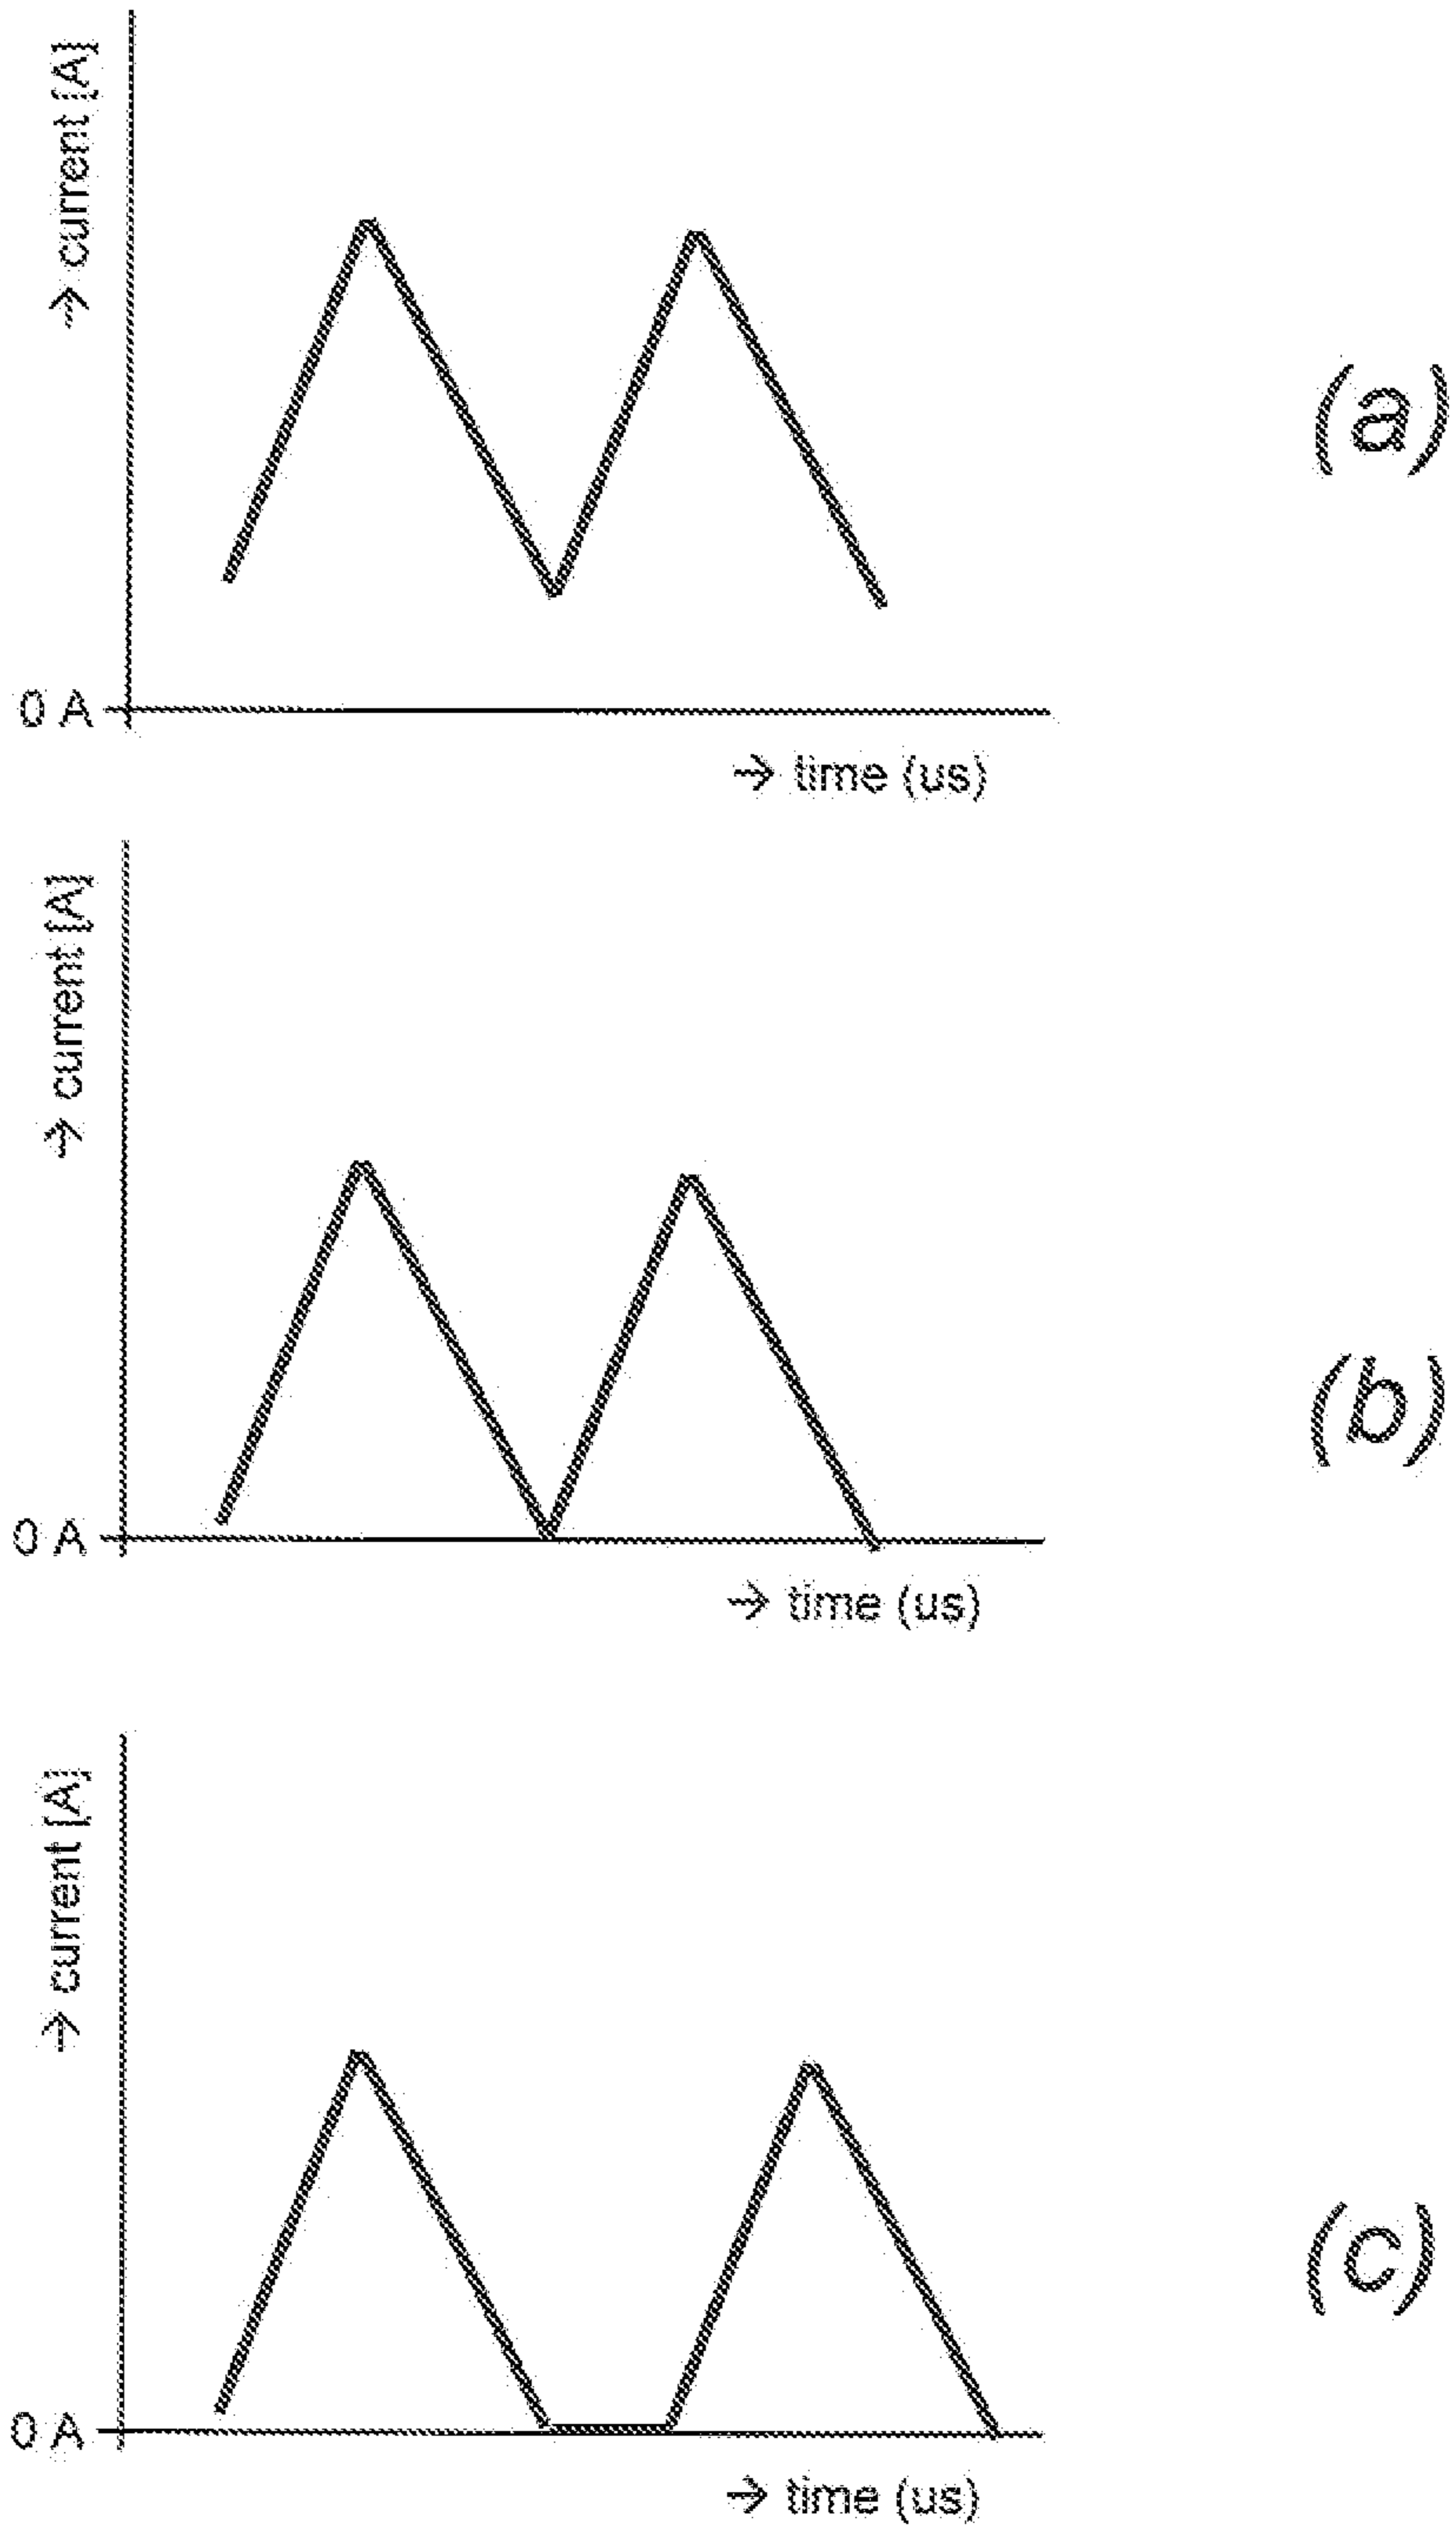 → current [A]
(a)
0 A
→ time (us)
→ current [A]
(b)
0 A
→ time (us)
→ current [A]
(c)
0 A
→ time (us)